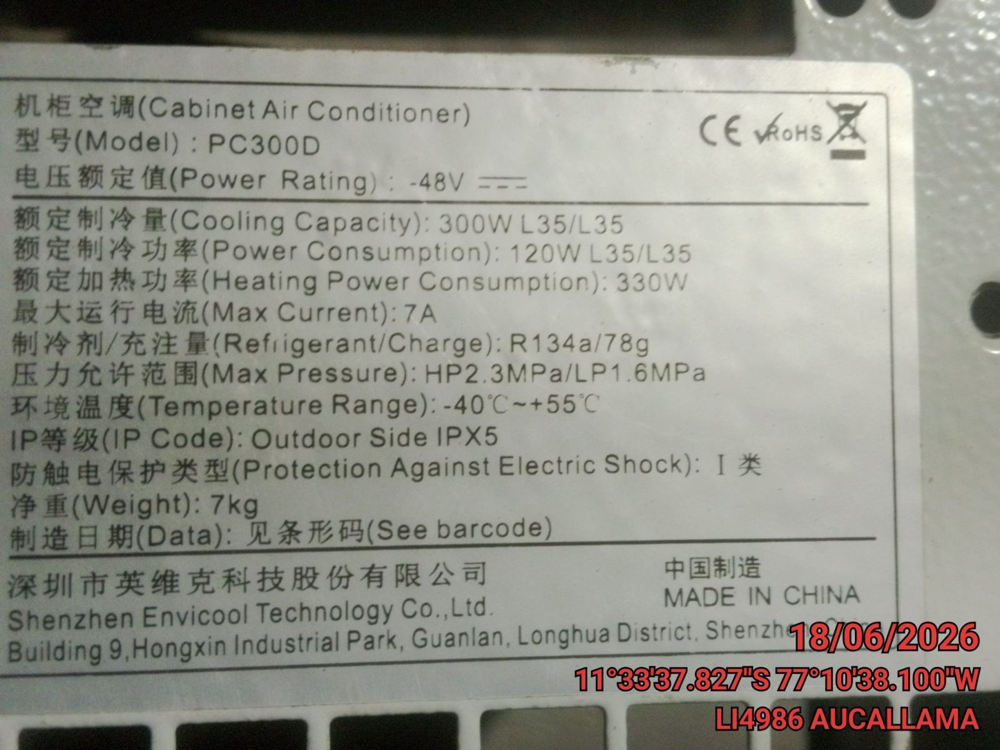 机柜空调(Cabinet Air Conditioner)
CE RoHS
型号(Model) : PC300D
电压额定值(Power Rating) : -48V
额定制冷量(Cooling Capacity): 300W L35/L35
额定制冷功率(Power Consumption): 120W L35/L35
额定加热功率(Heating Power Consumption): 330W
最大运行电流(Max Current): 7A
制冷剂/充注量(Refrigerant/Charge): R134a/78g
压力允许范围(Max Pressure): HP2.3MPa/LP1.6MPa
环境温度(Temperature Range): -40℃~+55℃
IP等级(IP Code): Outdoor Side IPX5
防触电保护类型(Protection Against Electric Shock): I 类
净重(Weight): 7kg
制造日期(Data): 见条形码(See barcode)
深圳市英维克科技股份有限公司
中国制造
Shenzhen Envicool Technology Co.,Ltd.
MADE IN CHINA
Building 9,Hongxin Industrial Park, Guanlan, Longhua District, Shenzhen,
18/06/2026
11°33'37.827"S 77°10'38.100"W
LI4986 AUCALLAMA